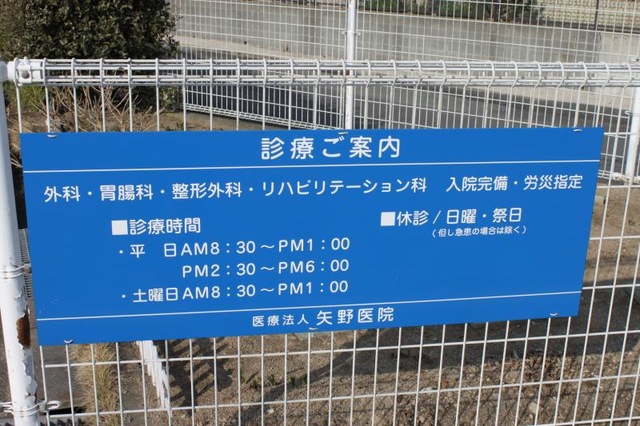 診療ご案内
外科・胃腸科・整形外科・リハビリテーション科　入院完備・労災指定
■診療時間
・平　日AM8：30～PM1：00
PM2：30～PM6：00
・土曜日AM8：30～PM1：00
■休診/日曜・祭日
（但し急患の場合は除く）
医療法人 矢野医院